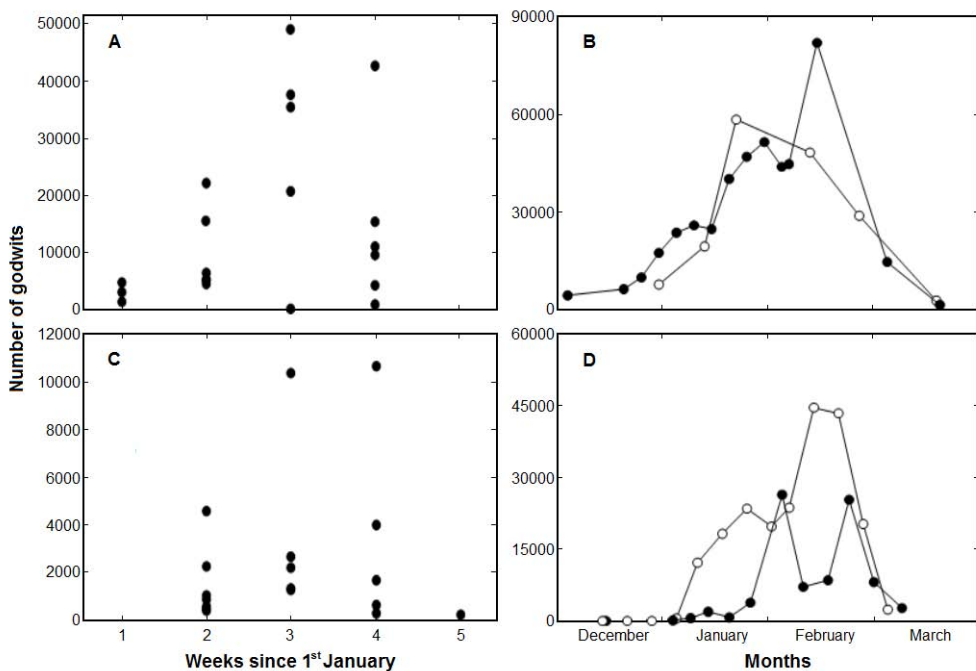 Number of godwits
A
50000
40000
30000
20000
10000
0
B
90000
60000
30000
0
C
12000
10000
8000
6000
4000
2000
0
1 2 3 4 5
Weeks since 1st January
D
60000
45000
30000
15000
0
December January February March
Months